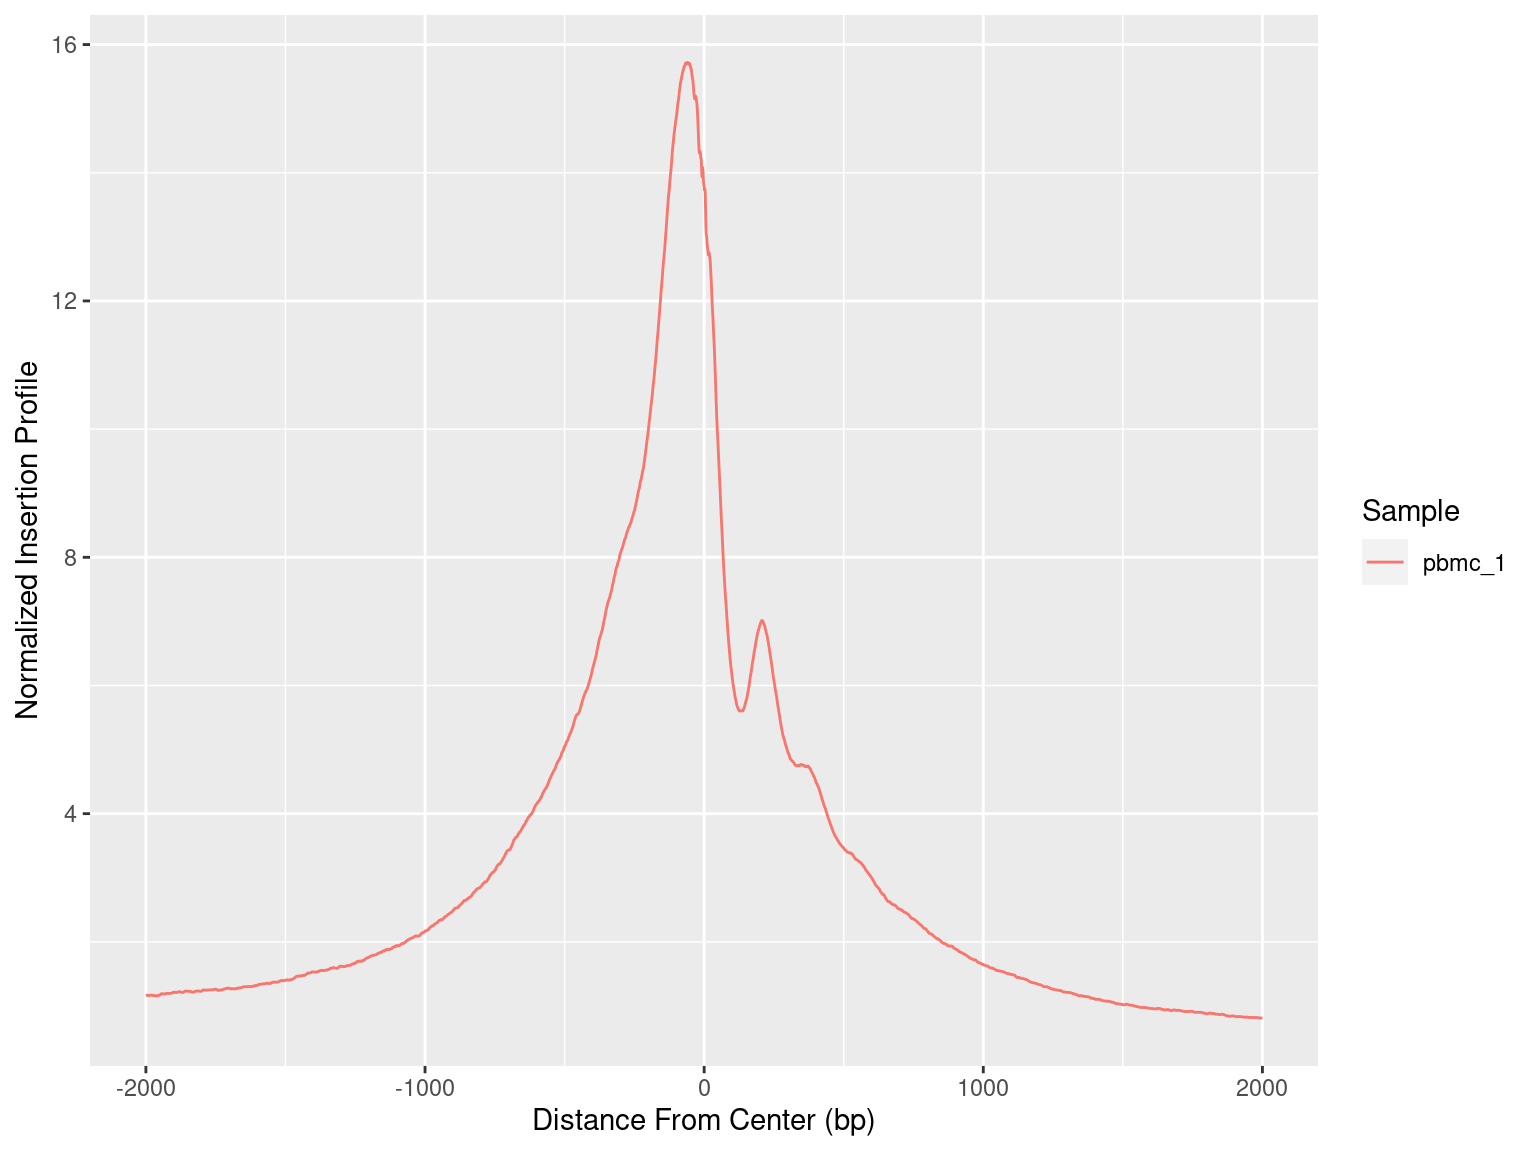 16
12
8
4
Normalized Insertion Profile
-2000
-1000
0
1000
2000
Distance From Center (bp)
Sample
pbmc_1